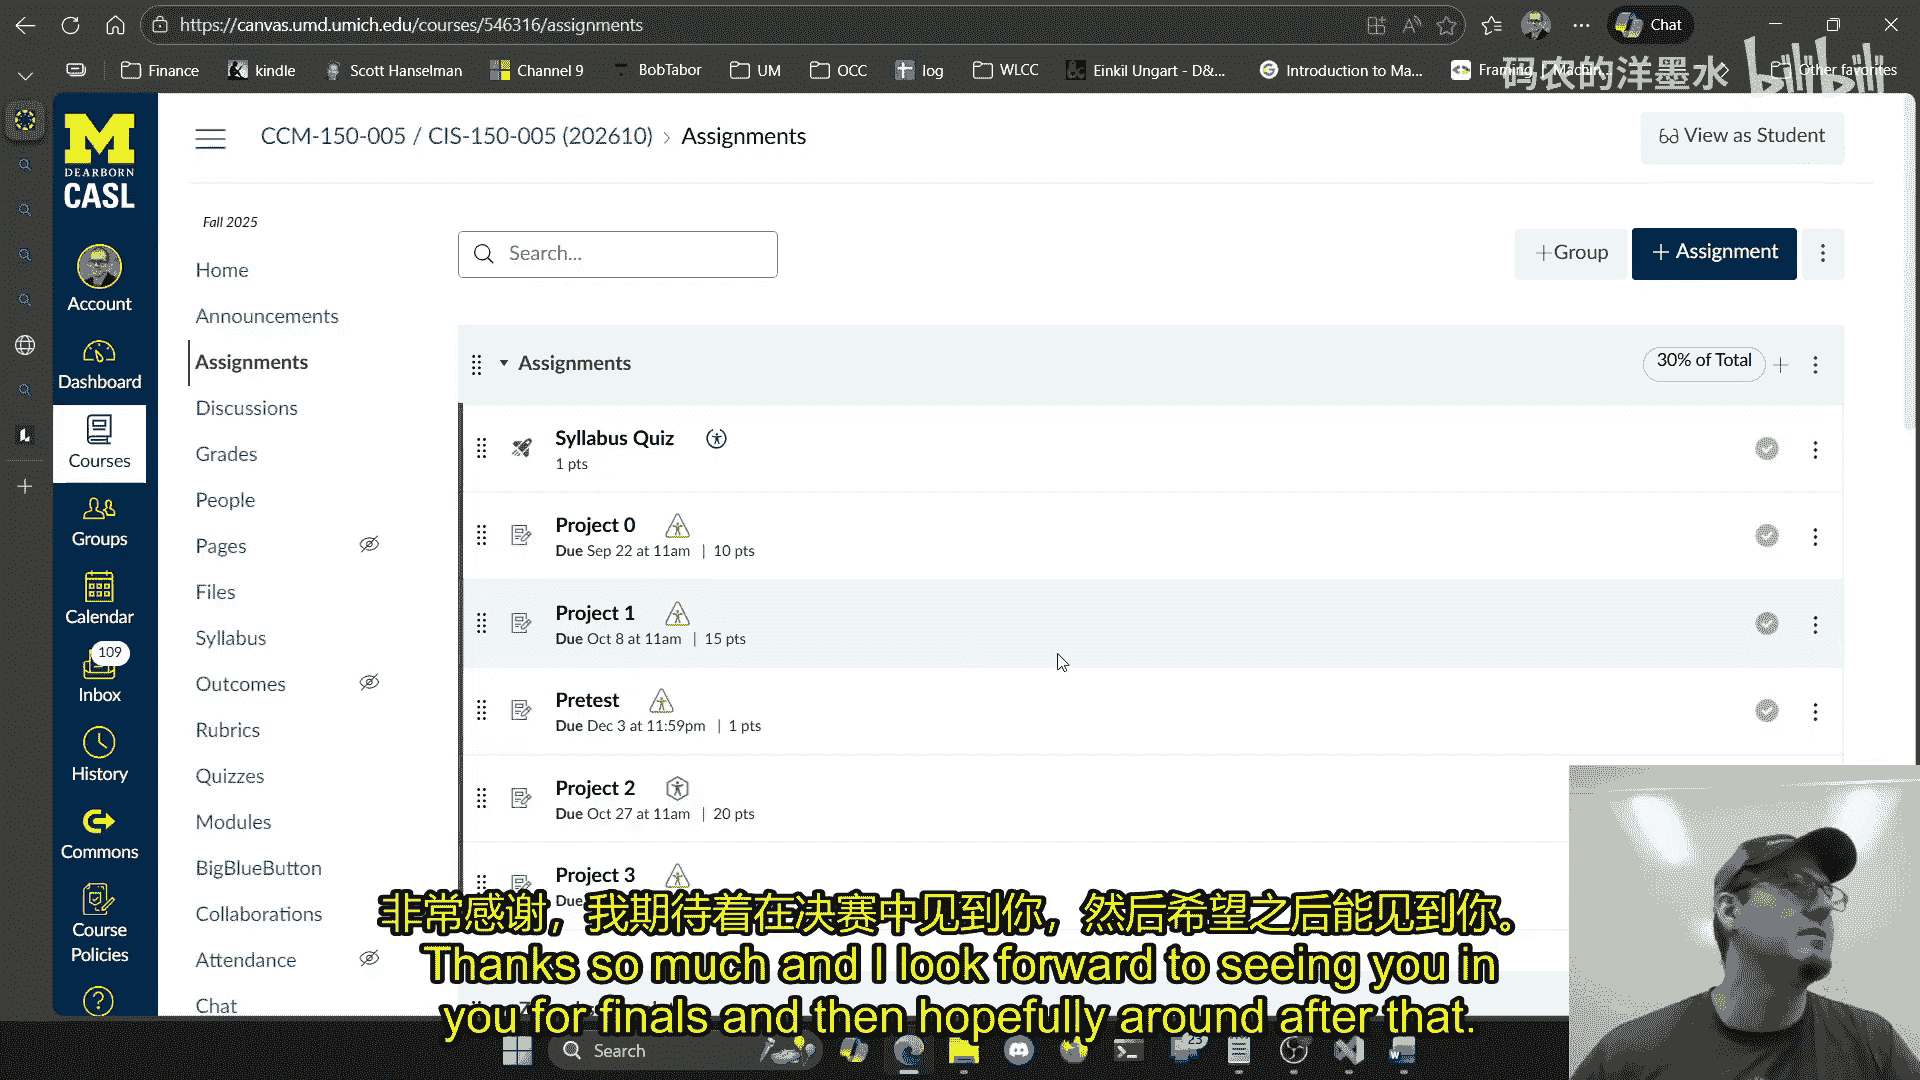 https://canvas.umd.umich.edu/courses/546316/assignments
Chat
Finance
kindle
Scott Hanselman
Channel 9
BobTabor
UM
OCC
log
WLCC
Einkil Ungart - D&...
Introduction to Ma...
Other favorites
码农的洋墨水
bilibili
M
DEARBORN
CASL
Account
Dashboard
Courses
Groups
Calendar
109
Inbox
History
Commons
Course
Policies
CCM-150-005 / CIS-150-005 (202610) › Assignments
View as Student
Fall 2025
Home
Announcements
Assignments
Discussions
Grades
People
Pages
Files
Syllabus
Outcomes
Rubrics
Quizzes
Modules
BigBlueButton
Collaborations
Attendance
Chat
Search...
+Group
+ Assignment
Assignments
30% of Total
Syllabus Quiz
1 pts
Project 0
Due Sep 22 at 11am | 10 pts
Project 1
Due Oct 8 at 11am | 15 pts
Pretest
Due Dec 3 at 11:59pm | 1 pts
Project 2
Due Oct 27 at 11am | 20 pts
Project 3
Due
非常感谢，我期待着在决赛中见到你，然后希望之后能见到你。
Thanks so much and I look forward to seeing you in
you for finals and then hopefully around after that.
Search
23